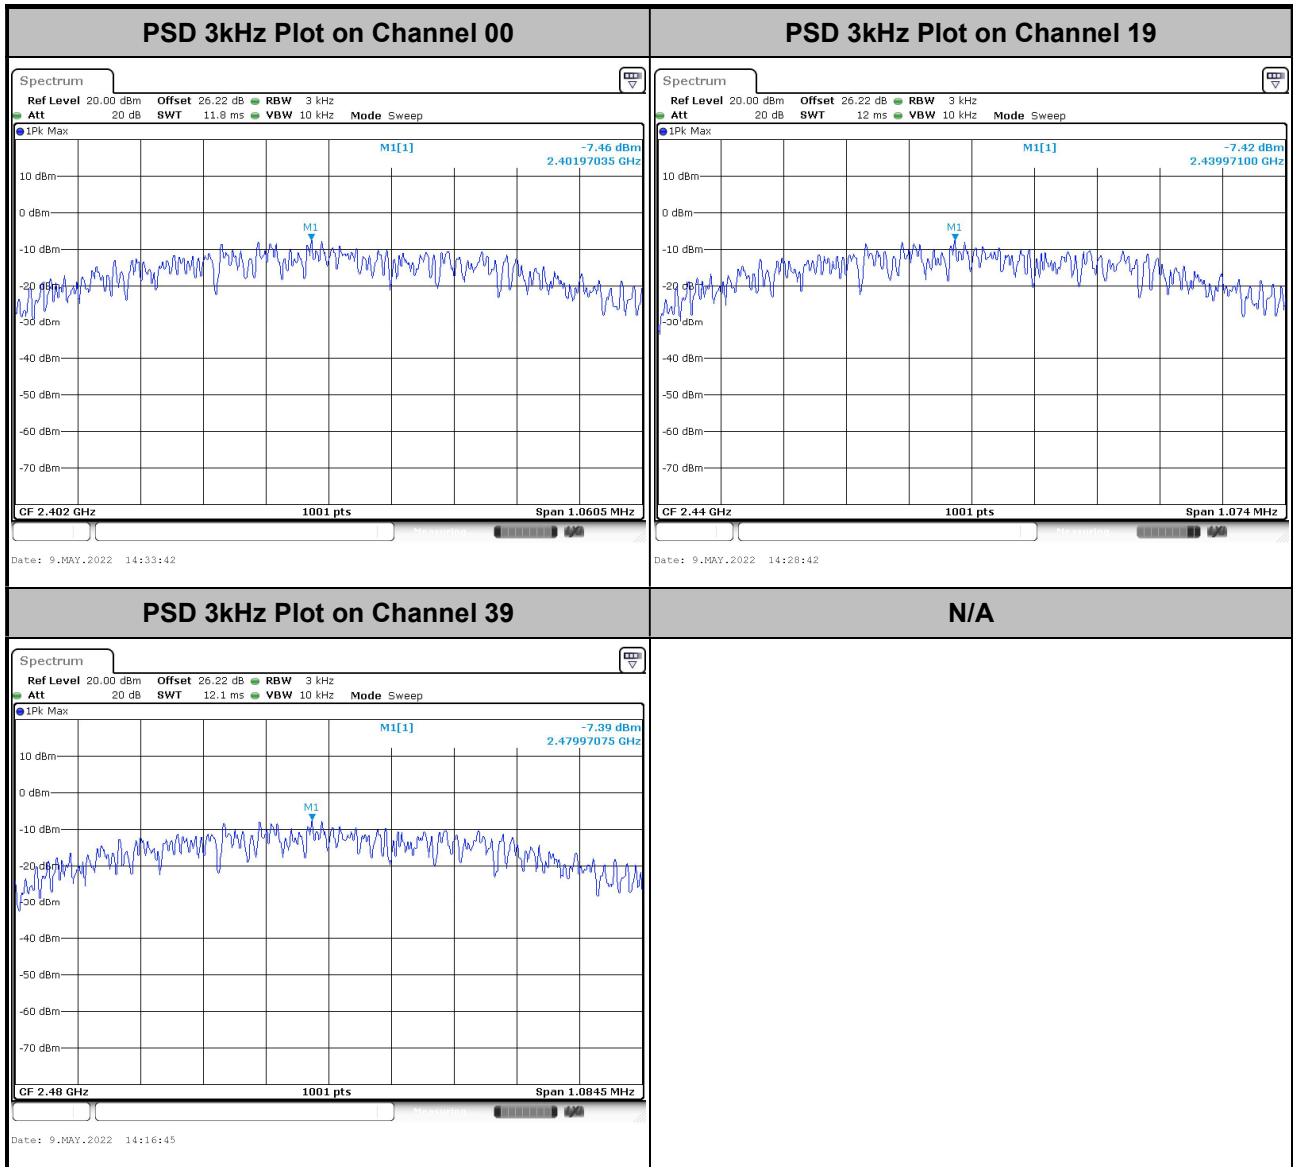 PSD 3kHz Plot on Channel 00
Spectrum
Ref Level 20.00 dBm Offset 26.22 dB RBW 3 kHz
Att 20 dB SWT 11.8 ms VBW 10 kHz Mode Sweep
1Pk Max
M1[1] -7.46 dBm
2.40197035 GHz
10 dBm
0 dBm
M1
-10 dBm
-20 dBm
-30 dBm
-40 dBm
-50 dBm
-60 dBm
-70 dBm
CF 2.402 GHz 1001 pts Span 1.0605 MHz
Measuring
Date: 9.MAY.2022 14:33:42
PSD 3kHz Plot on Channel 19
Spectrum
Ref Level 20.00 dBm Offset 26.22 dB RBW 3 kHz
Att 20 dB SWT 12 ms VBW 10 kHz Mode Sweep
1Pk Max
M1[1] -7.42 dBm
2.43997100 GHz
10 dBm
0 dBm
M1
-10 dBm
-20 dBm
-30 dBm
-40 dBm
-50 dBm
-60 dBm
-70 dBm
CF 2.44 GHz 1001 pts Span 1.074 MHz
Measuring
Date: 9.MAY.2022 14:28:42
PSD 3kHz Plot on Channel 39
Spectrum
Ref Level 20.00 dBm Offset 26.22 dB RBW 3 kHz
Att 20 dB SWT 12.1 ms VBW 10 kHz Mode Sweep
1Pk Max
M1[1] -7.39 dBm
2.47997075 GHz
10 dBm
0 dBm
M1
-10 dBm
-20 dBm
-30 dBm
-40 dBm
-50 dBm
-60 dBm
-70 dBm
CF 2.48 GHz 1001 pts Span 1.0845 MHz
Measuring
Date: 9.MAY.2022 14:16:45
N/A